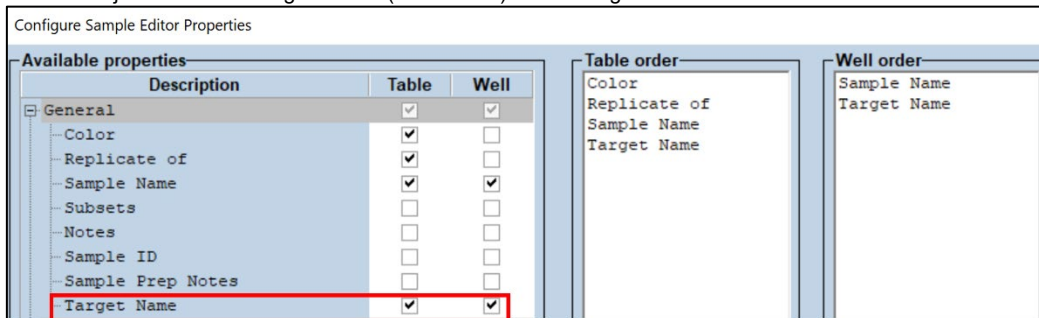 Configure Sample Editor Properties
Available properties
Description Table Well
General
Color
Replicate of
Sample Name
Subsets
Notes
Sample ID
Sample Prep Notes
Target Name
Table order
Color
Replicate of
Sample Name
Target Name
Well order
Sample Name
Target Name